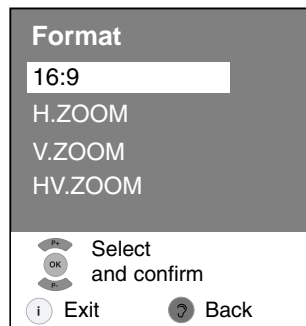 Format
16:9
H.ZOOM
V.ZOOM
HV.ZOOM
P+
Select
OK
and confirm
P-
i Exit Back